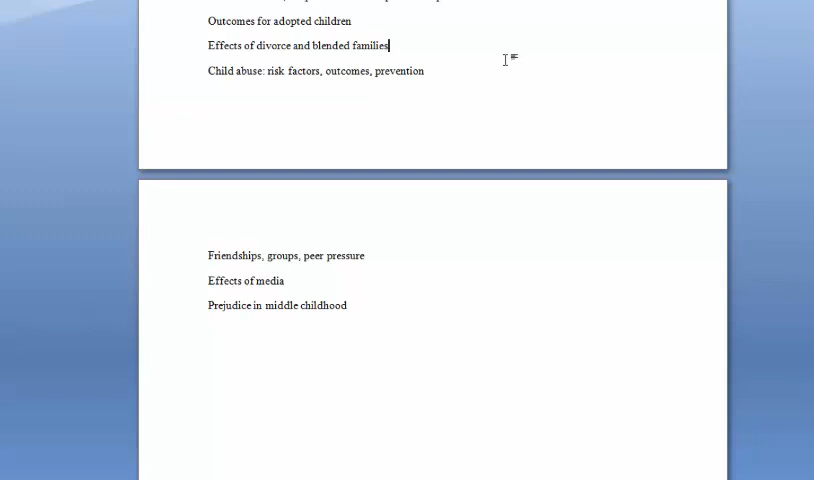 Outcomes for adopted children
Effects of divorce and blended families
Child abuse: risk factors, outcomes, prevention
Friendships, groups, peer pressure
Effects of media
Prejudice in middle childhood